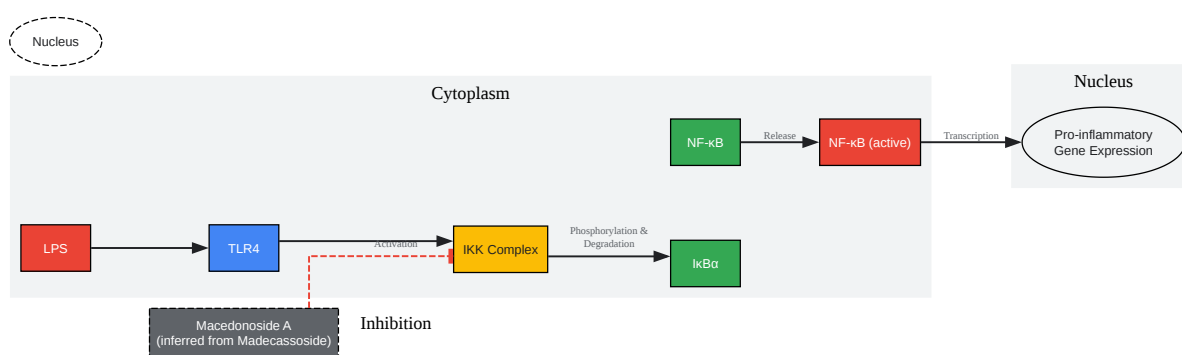 Nucleus
Cytoplasm
Nucleus
NF-κB
Release
NF-κB (active)
Transcription
Pro-inflammatory
Gene Expression
LPS
TLR4
Activation
IKK Complex
Phosphorylation &
Degradation
IκBα
Macedonoside A
(inferred from Madecassoside)
Inhibition